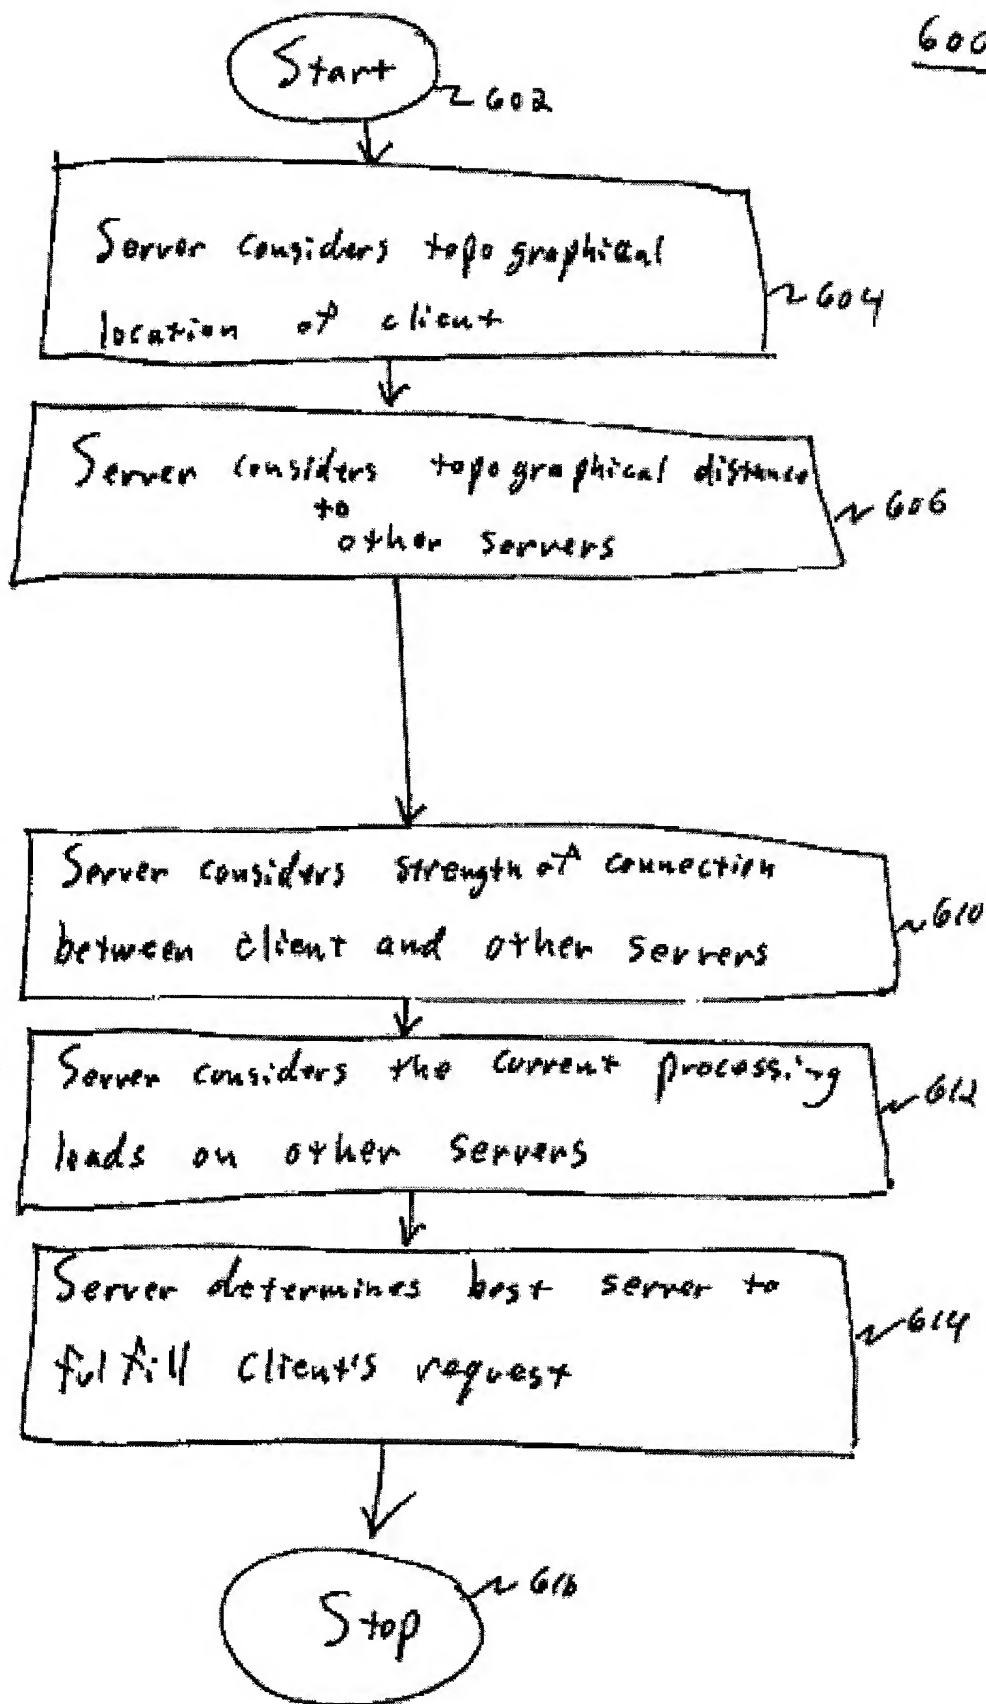 600
Start
602
Server considers topographical
location of client
604
Server considers topographical distance
to
other servers
606
Server considers strength of connection
between client and other servers
610
Server considers the current processing
loads on other servers
612
Server determines best server to
fulfill client's request
614
Stop
616